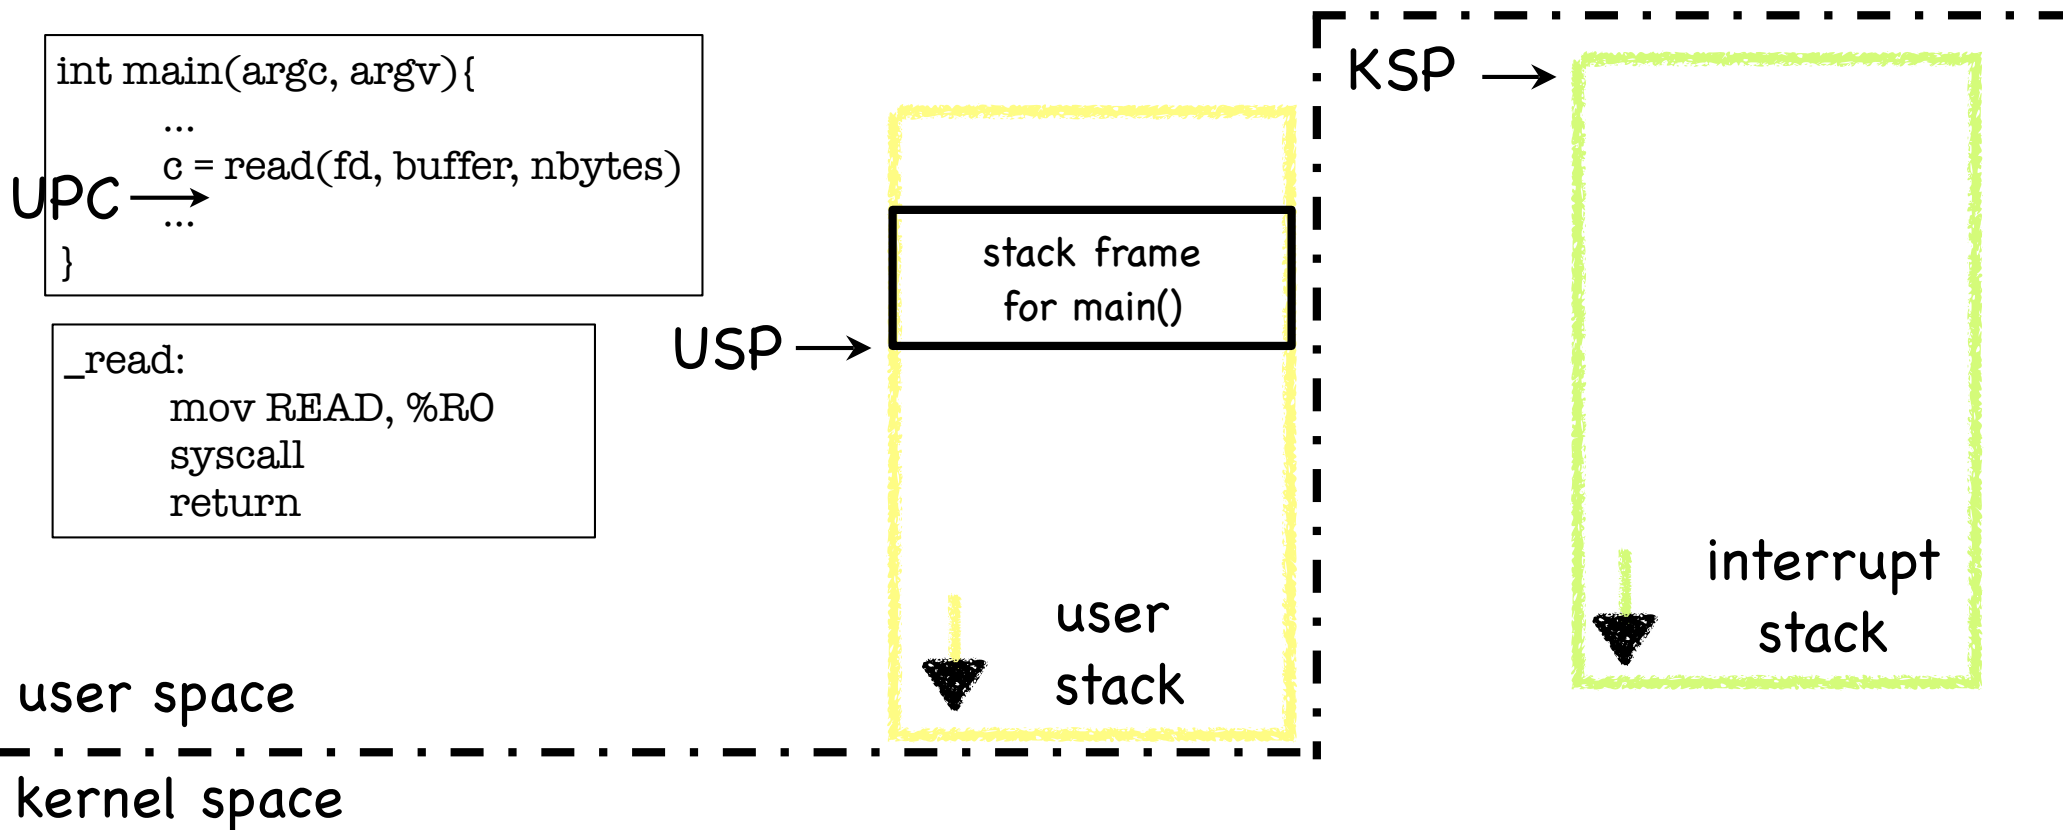 int main(argc, argv){
...
c = read(fd, buffer, nbytes)
UPC
...
}
_read:
mov READ, %R0
syscall
return
USP
stack frame
for main()
user
stack
KSP
interrupt
stack
user space
kernel space